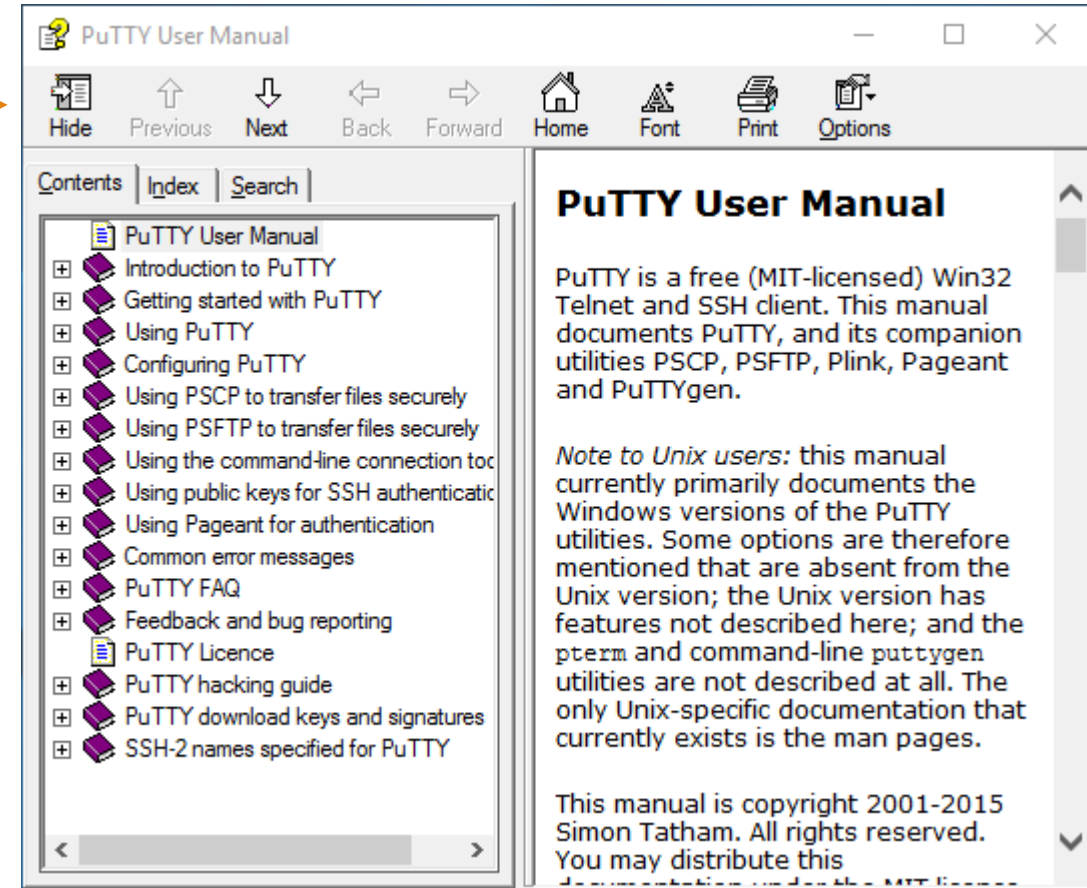 PuTTY User Manual
Hide Previous Next Back Forward Home Font Print Options
Contents Index Search
PuTTY User Manual
Introduction to PuTTY
Getting started with PuTTY
Using PuTTY
Configuring PuTTY
Using PSCP to transfer files securely
Using PSFTP to transfer files securely
Using the command-line connection
Using public keys for SSH
Using Pageant for authentication
Common error messages
PuTTY FAQ
Feedback and bug reporting
PuTTY Licence
PuTTY hacking guide
PuTTY download keys and signatures
SSH-2 names specified for PuTTY
PuTTY User Manual
PuTTY is a free (MIT-licensed) Win32
Telnet and SSH client. This manual
documents PuTTY, and its companion
utilities PSCP, PSFTP, Plink, Pageant
and PuTTYgen.
Note to Unix users: this manual
currently primarily documents the
Windows versions of the PuTTY
utilities. Some options are therefore
mentioned that are absent from the
Unix version; the Unix version has
features not described here; and the
pterm and command-line puttygen
utilities are not described at all. The
only Unix-specific documentation that
currently exists is the man pages.
This manual is copyright 2001-2015
Simon Tatham. All rights reserved.
You may distribute this